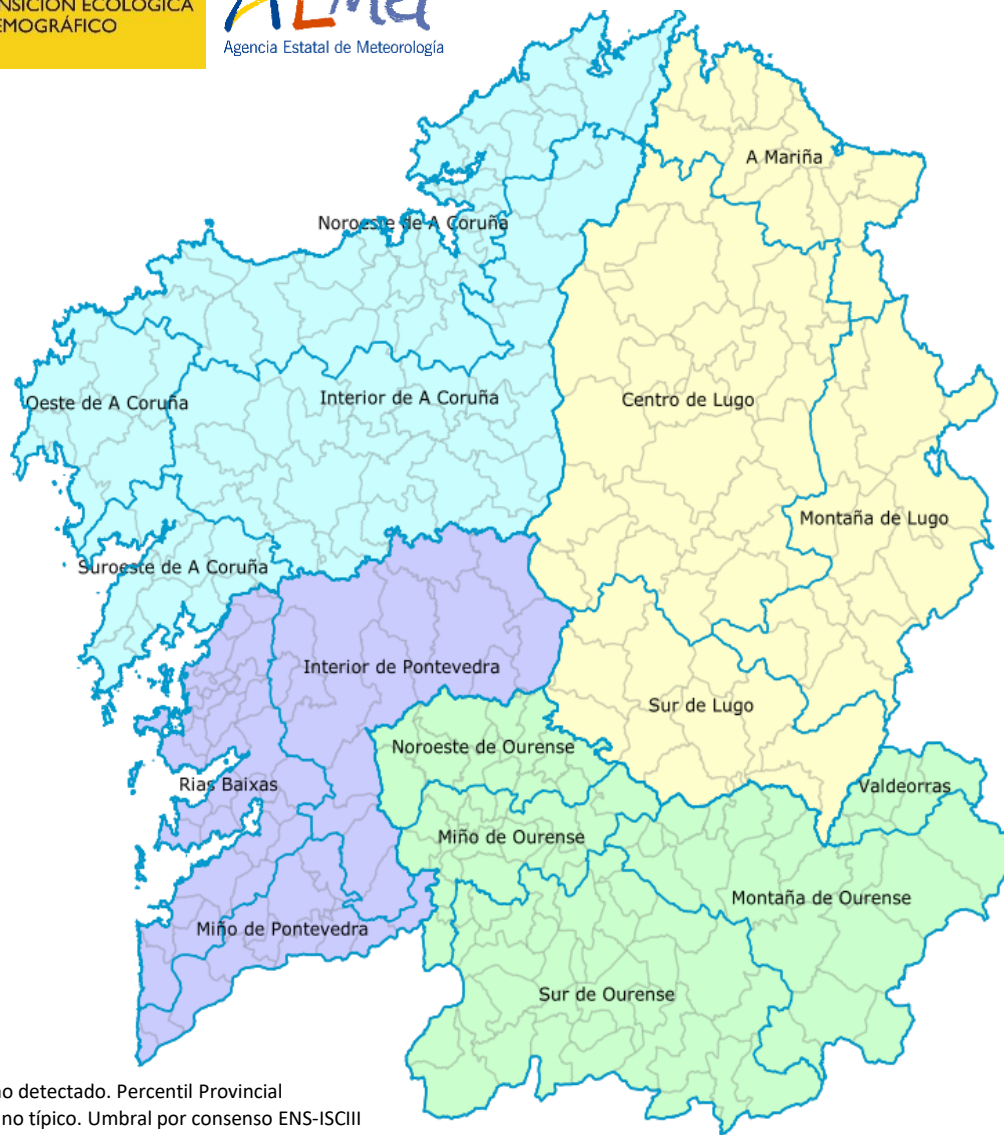 EMOGRÁFICO
AEMet
Agencia Estatal de Meteorología
A Mariña
Noroeste de A Coruña
Oeste de A Coruña
Interior de A Coruña
Centro de Lugo
Montaña de Lugo
Suroeste de A Coruña
Interior de Pontevedra
Sur de Lugo
Noroeste de Ourense
Rias Baixas
Valdeorras
Miño de Ourense
Montaña de Ourense
Miño de Pontevedra
Sur de Ourense
no detectado. Percentil Provincial
no típico. Umbral por consenso ENS-ISCIII